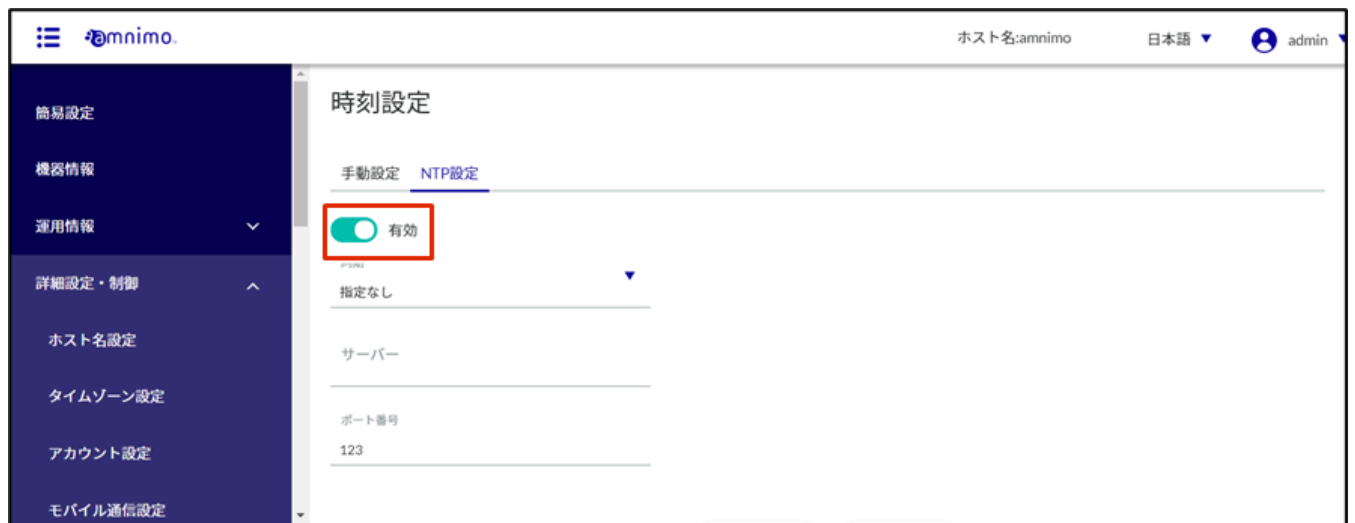 amnimo
ホスト名:amnimo
日本語
admin
簡易設定
機器情報
運用情報
詳細設定・制御
ホスト名設定
タイムゾーン設定
アカウント設定
モバイル通信設定
時刻設定
手動設定 NTP設定
有効
指定なし
サーバー
ポート番号
123